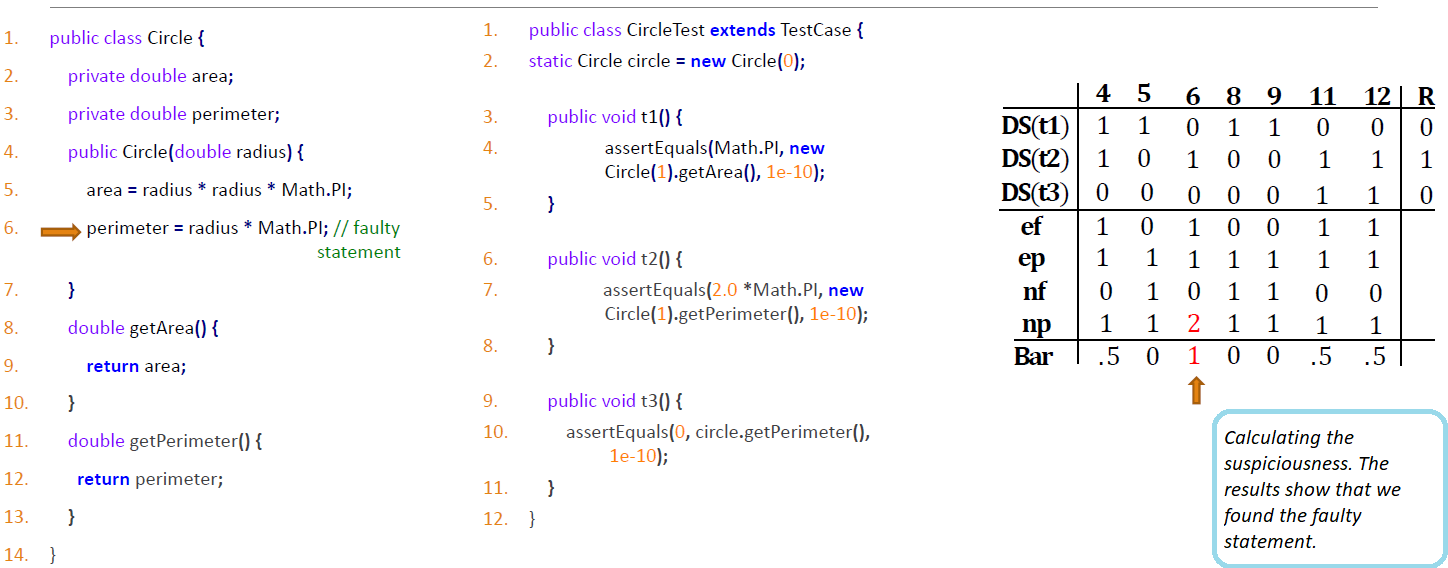 1. public class Circle {
2. private double area;
3. private double perimeter;
4. public Circle(double radius) {
5. area = radius * radius * Math.PI;
6. perimeter = radius * Math.PI; // faulty
statement
7. }
8. double getArea() {
9. return area;
10. }
11. double getPerimeter() {
12. return perimeter;
13. }
14. }
1. public class CircleTest extends TestCase {
2. static Circle circle = new Circle(0);
3. public void t1() {
4. assertEquals(Math.PI, new
Circle(1).getArea(), 1e-10);
5. }
6. public void t2() {
7. assertEquals(2.0 *Math.PI, new
Circle(1).getPerimeter(), 1e-10);
8. }
9. public void t3() {
10. assertEquals(0, circle.getPerimeter(),
1e-10);
11. }
12. }
4 5 6 8 9 11 12 R
DS(t1) 1 1 0 1 1 0 0 0
DS(t2) 1 0 1 0 0 1 1 1
DS(t3) 0 0 0 0 0 1 1 0
ef 1 0 1 0 0 1 1
ep 1 1 1 1 1 1 1
nf 0 1 0 1 1 0 0
np 1 1 2 1 1 1 1
Bar .5 0 1 0 0 .5 .5
Calculating the
suspiciousness. The
results show that we
found the faulty
statement.